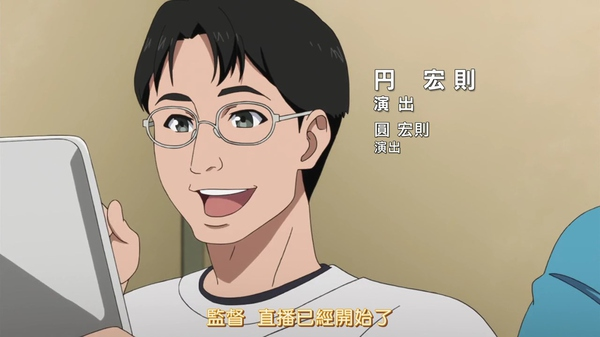 円　宏則
演出
圓 宏則
演出
監督 直播已經開始了